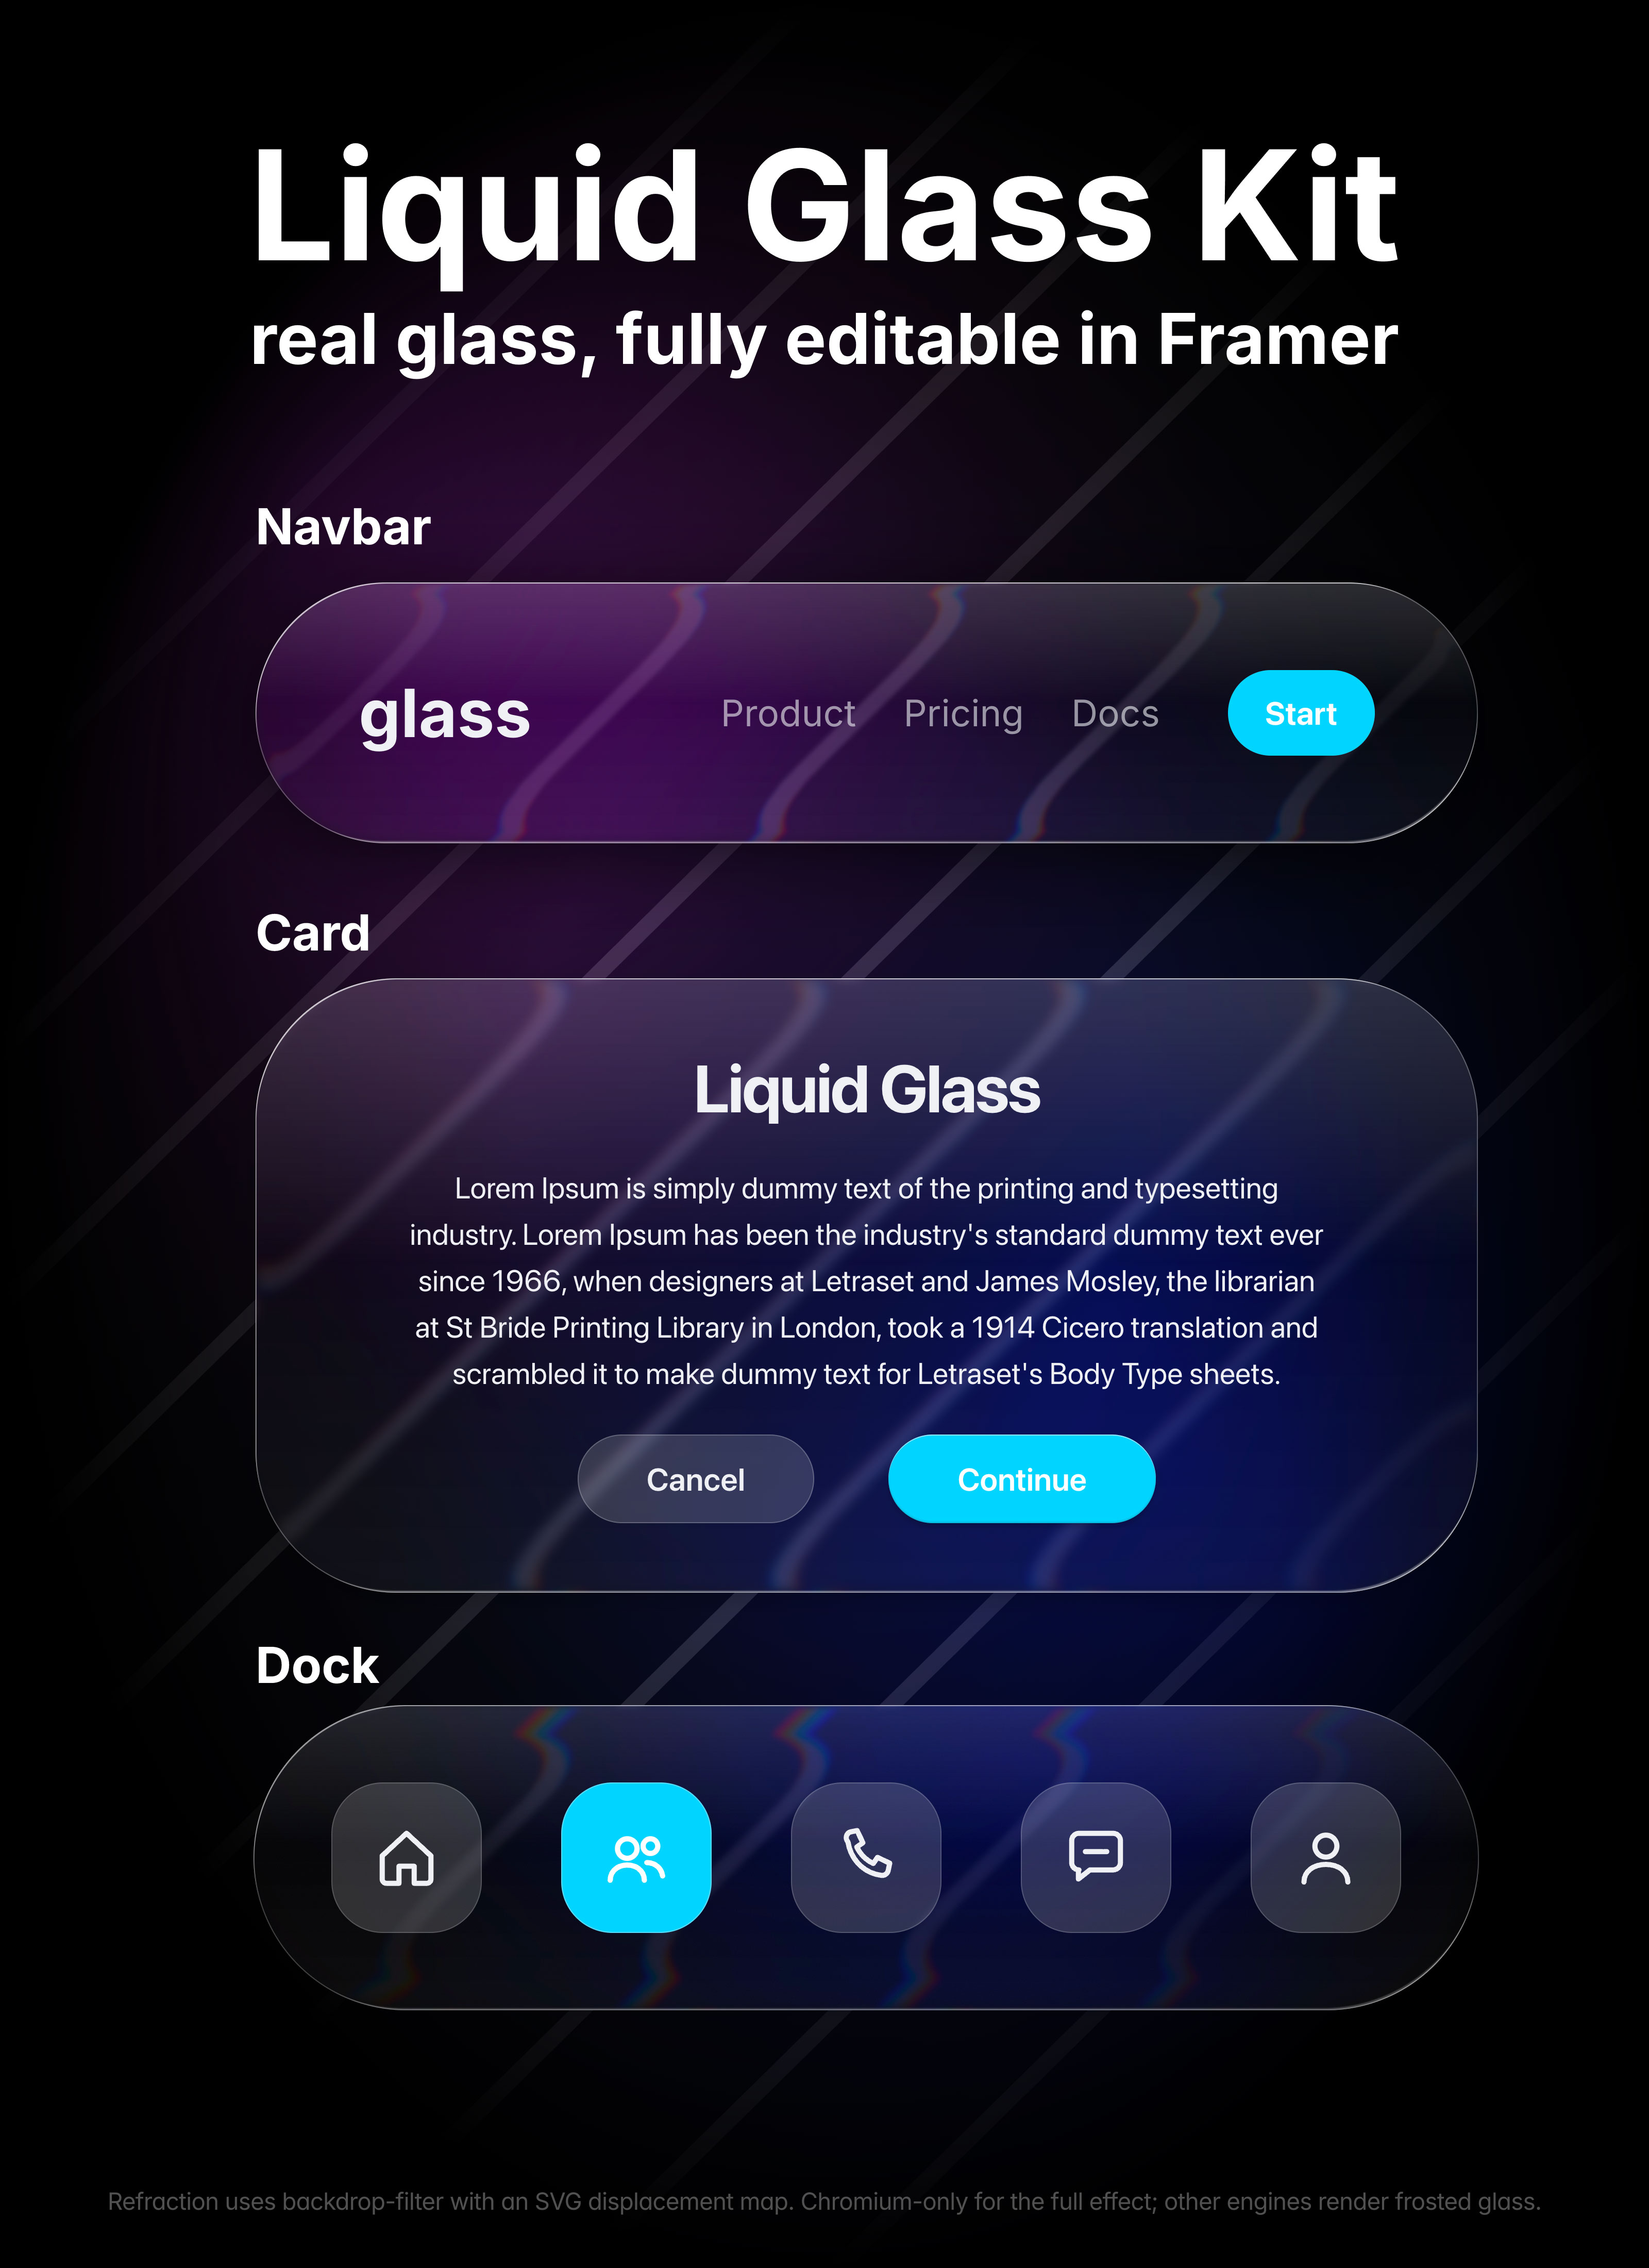 Liquid Glass Kit
real glass, fully editable in Framer
Navbar
glass Product Pricing Docs Start
Card
Liquid Glass
Lorem Ipsum is simply dummy text of the printing and typesetting
industry. Lorem Ipsum has been the industry's standard dummy text ever
since 1966, when designers at Letraset and James Mosley, the librarian
at St Bride Printing Library in London, took a 1914 Cicero translation and
scrambled it to make dummy text for Letraset's Body Type sheets.
Cancel Continue
Dock
Refraction uses backdrop-filter with an SVG displacement map. Chromium-only for the full effect; other engines render frosted glass.